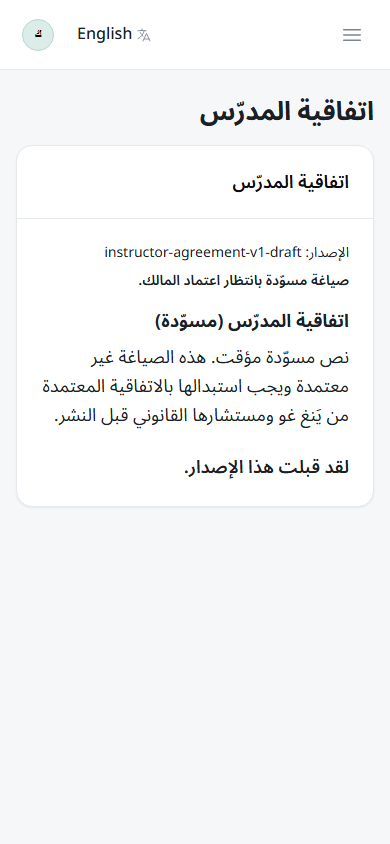 ك
English
اتفاقية المدرّس
اتفاقية المدرّس
الإصدار: instructor-agreement-v1-draft
صياغة مسوّدة بانتظار اعتماد المالك.
اتفاقية المدرّس (مسوّدة)
نص مسوّدة مؤقت. هذه الصياغة غير
معتمدة ويجب استبدالها بالاتفاقية المعتمدة
من يَنغ غو ومستشارها القانوني قبل النشر.
لقد قبلت هذا الإصدار.